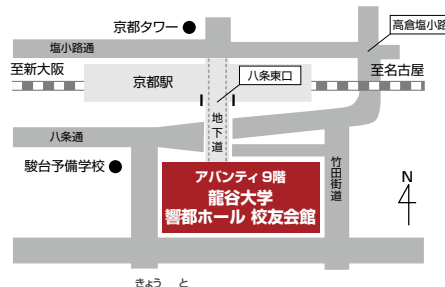 京都タワー
高倉塩小路
塩小路通
至新大阪
京都駅
八条東口
至名古屋
地下道
八条通
駿台予備学校
アバンティ 9階
龍谷大学
響都ホール 校友会館
竹田街道
N
きょう と